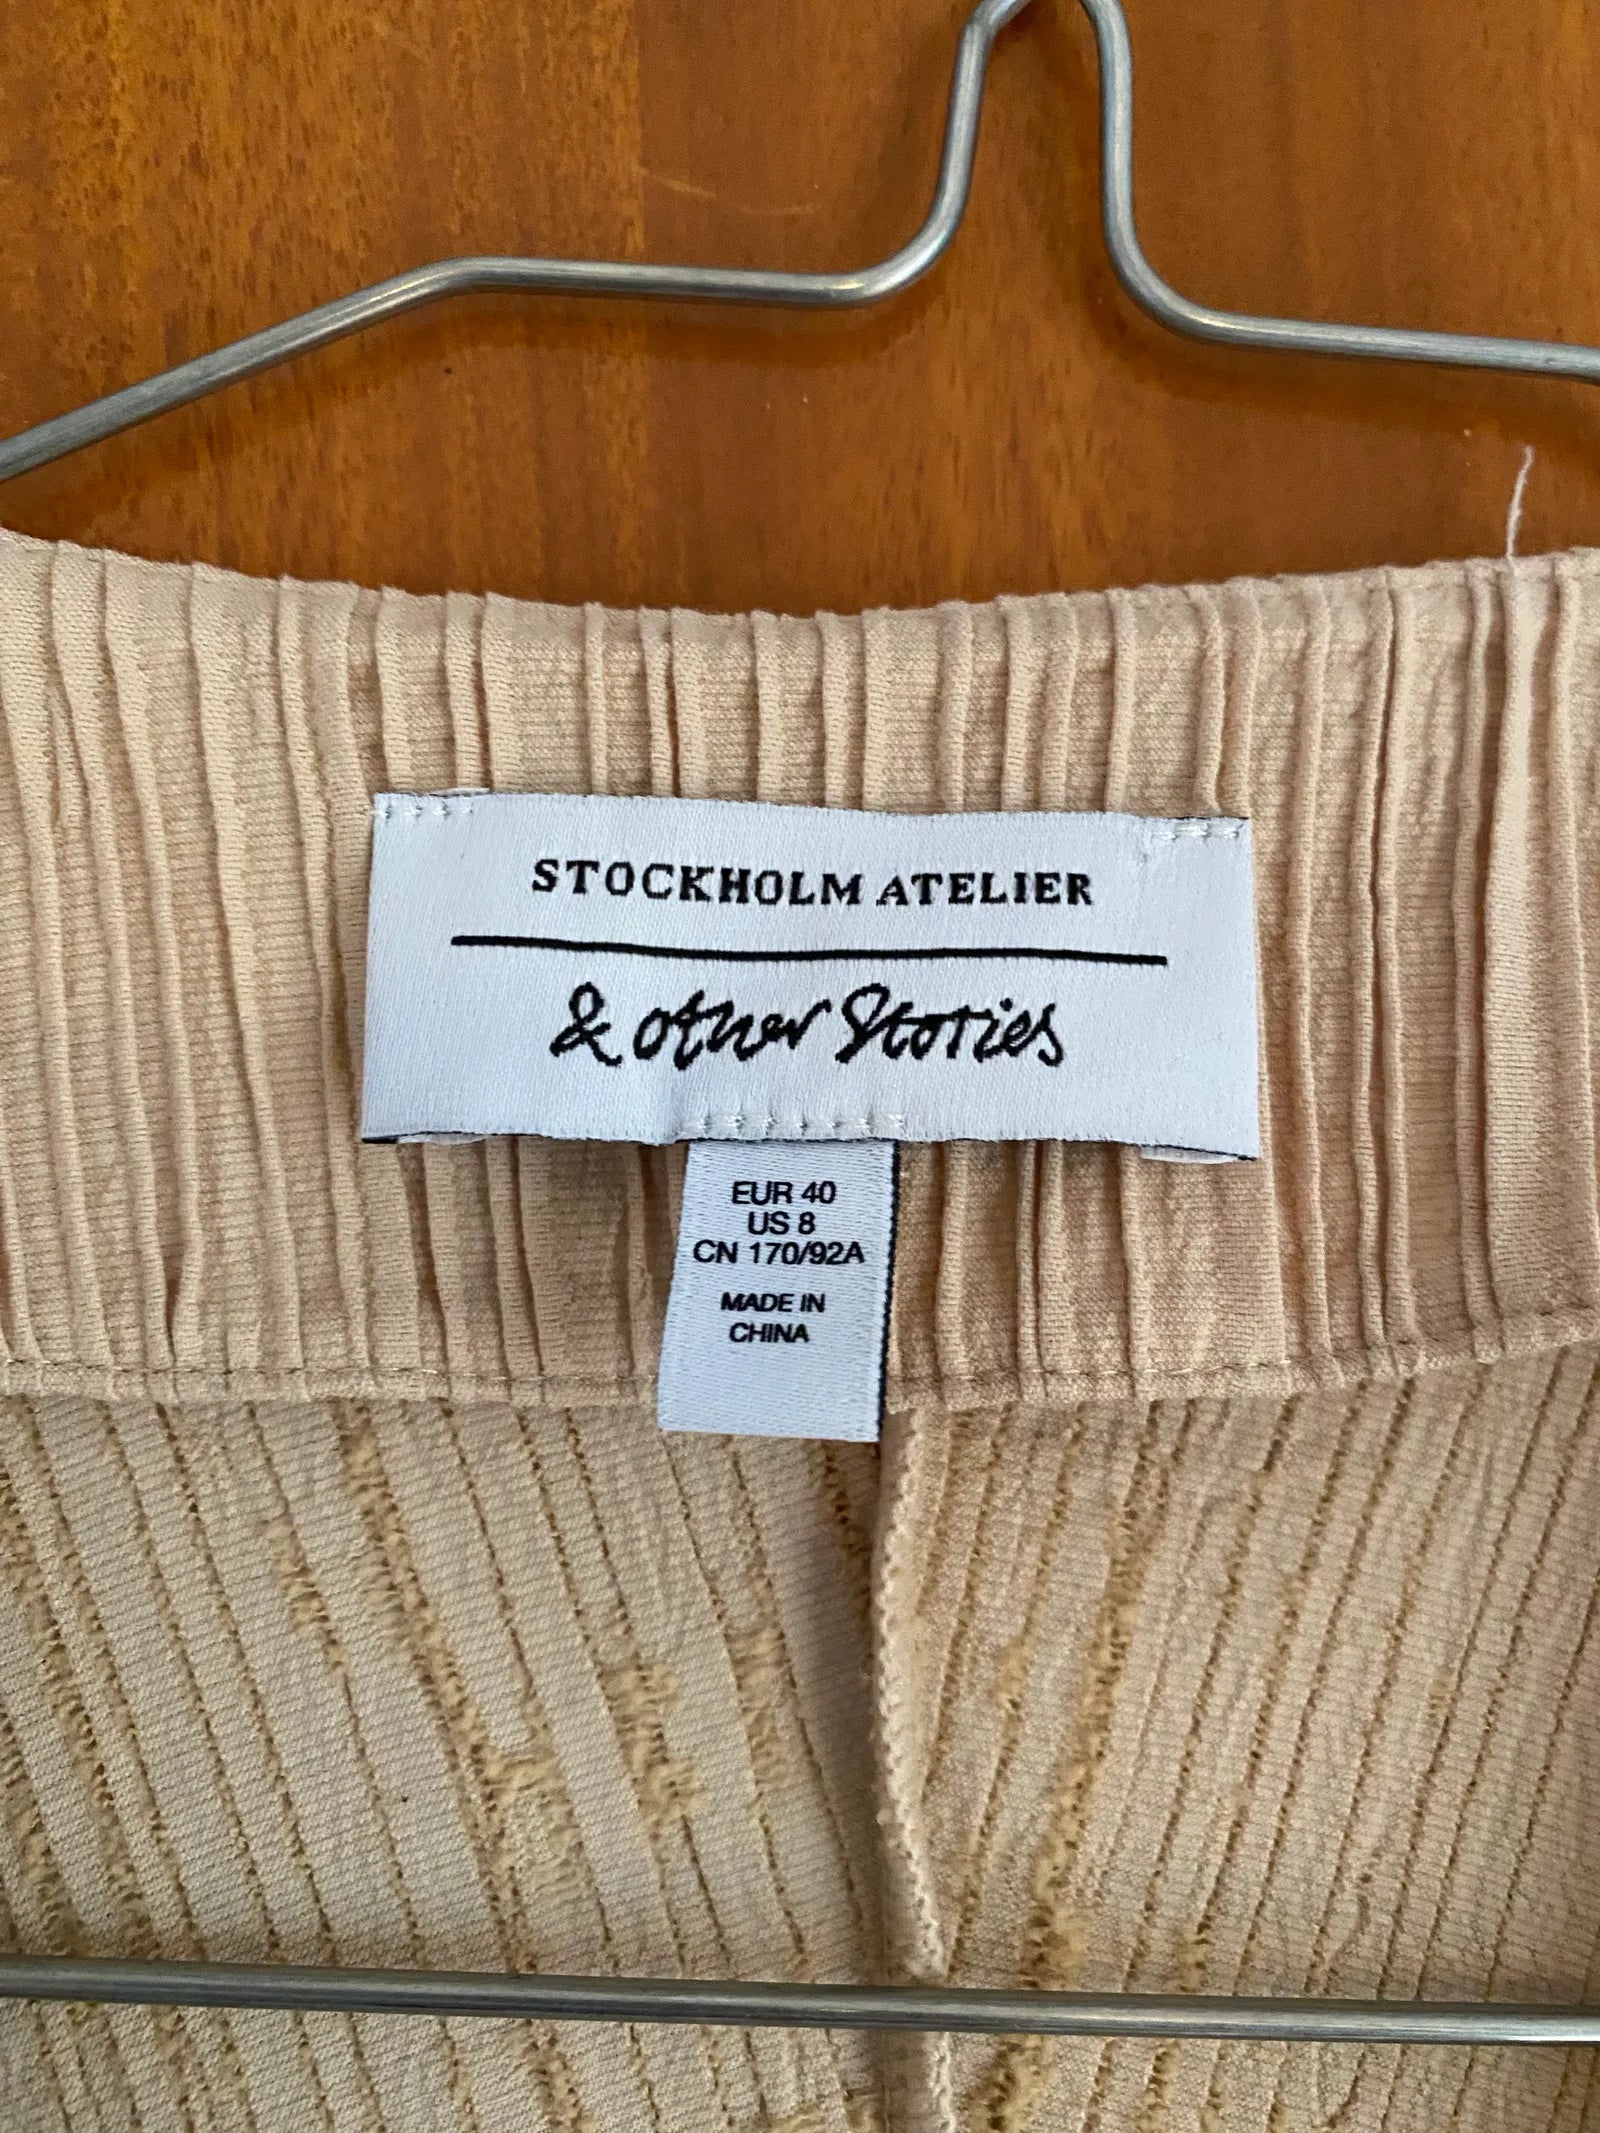 STOCKHOLM ATELIER
& other Stories
EUR 40
US 8
CN 170/92A
MADE IN
CHINA